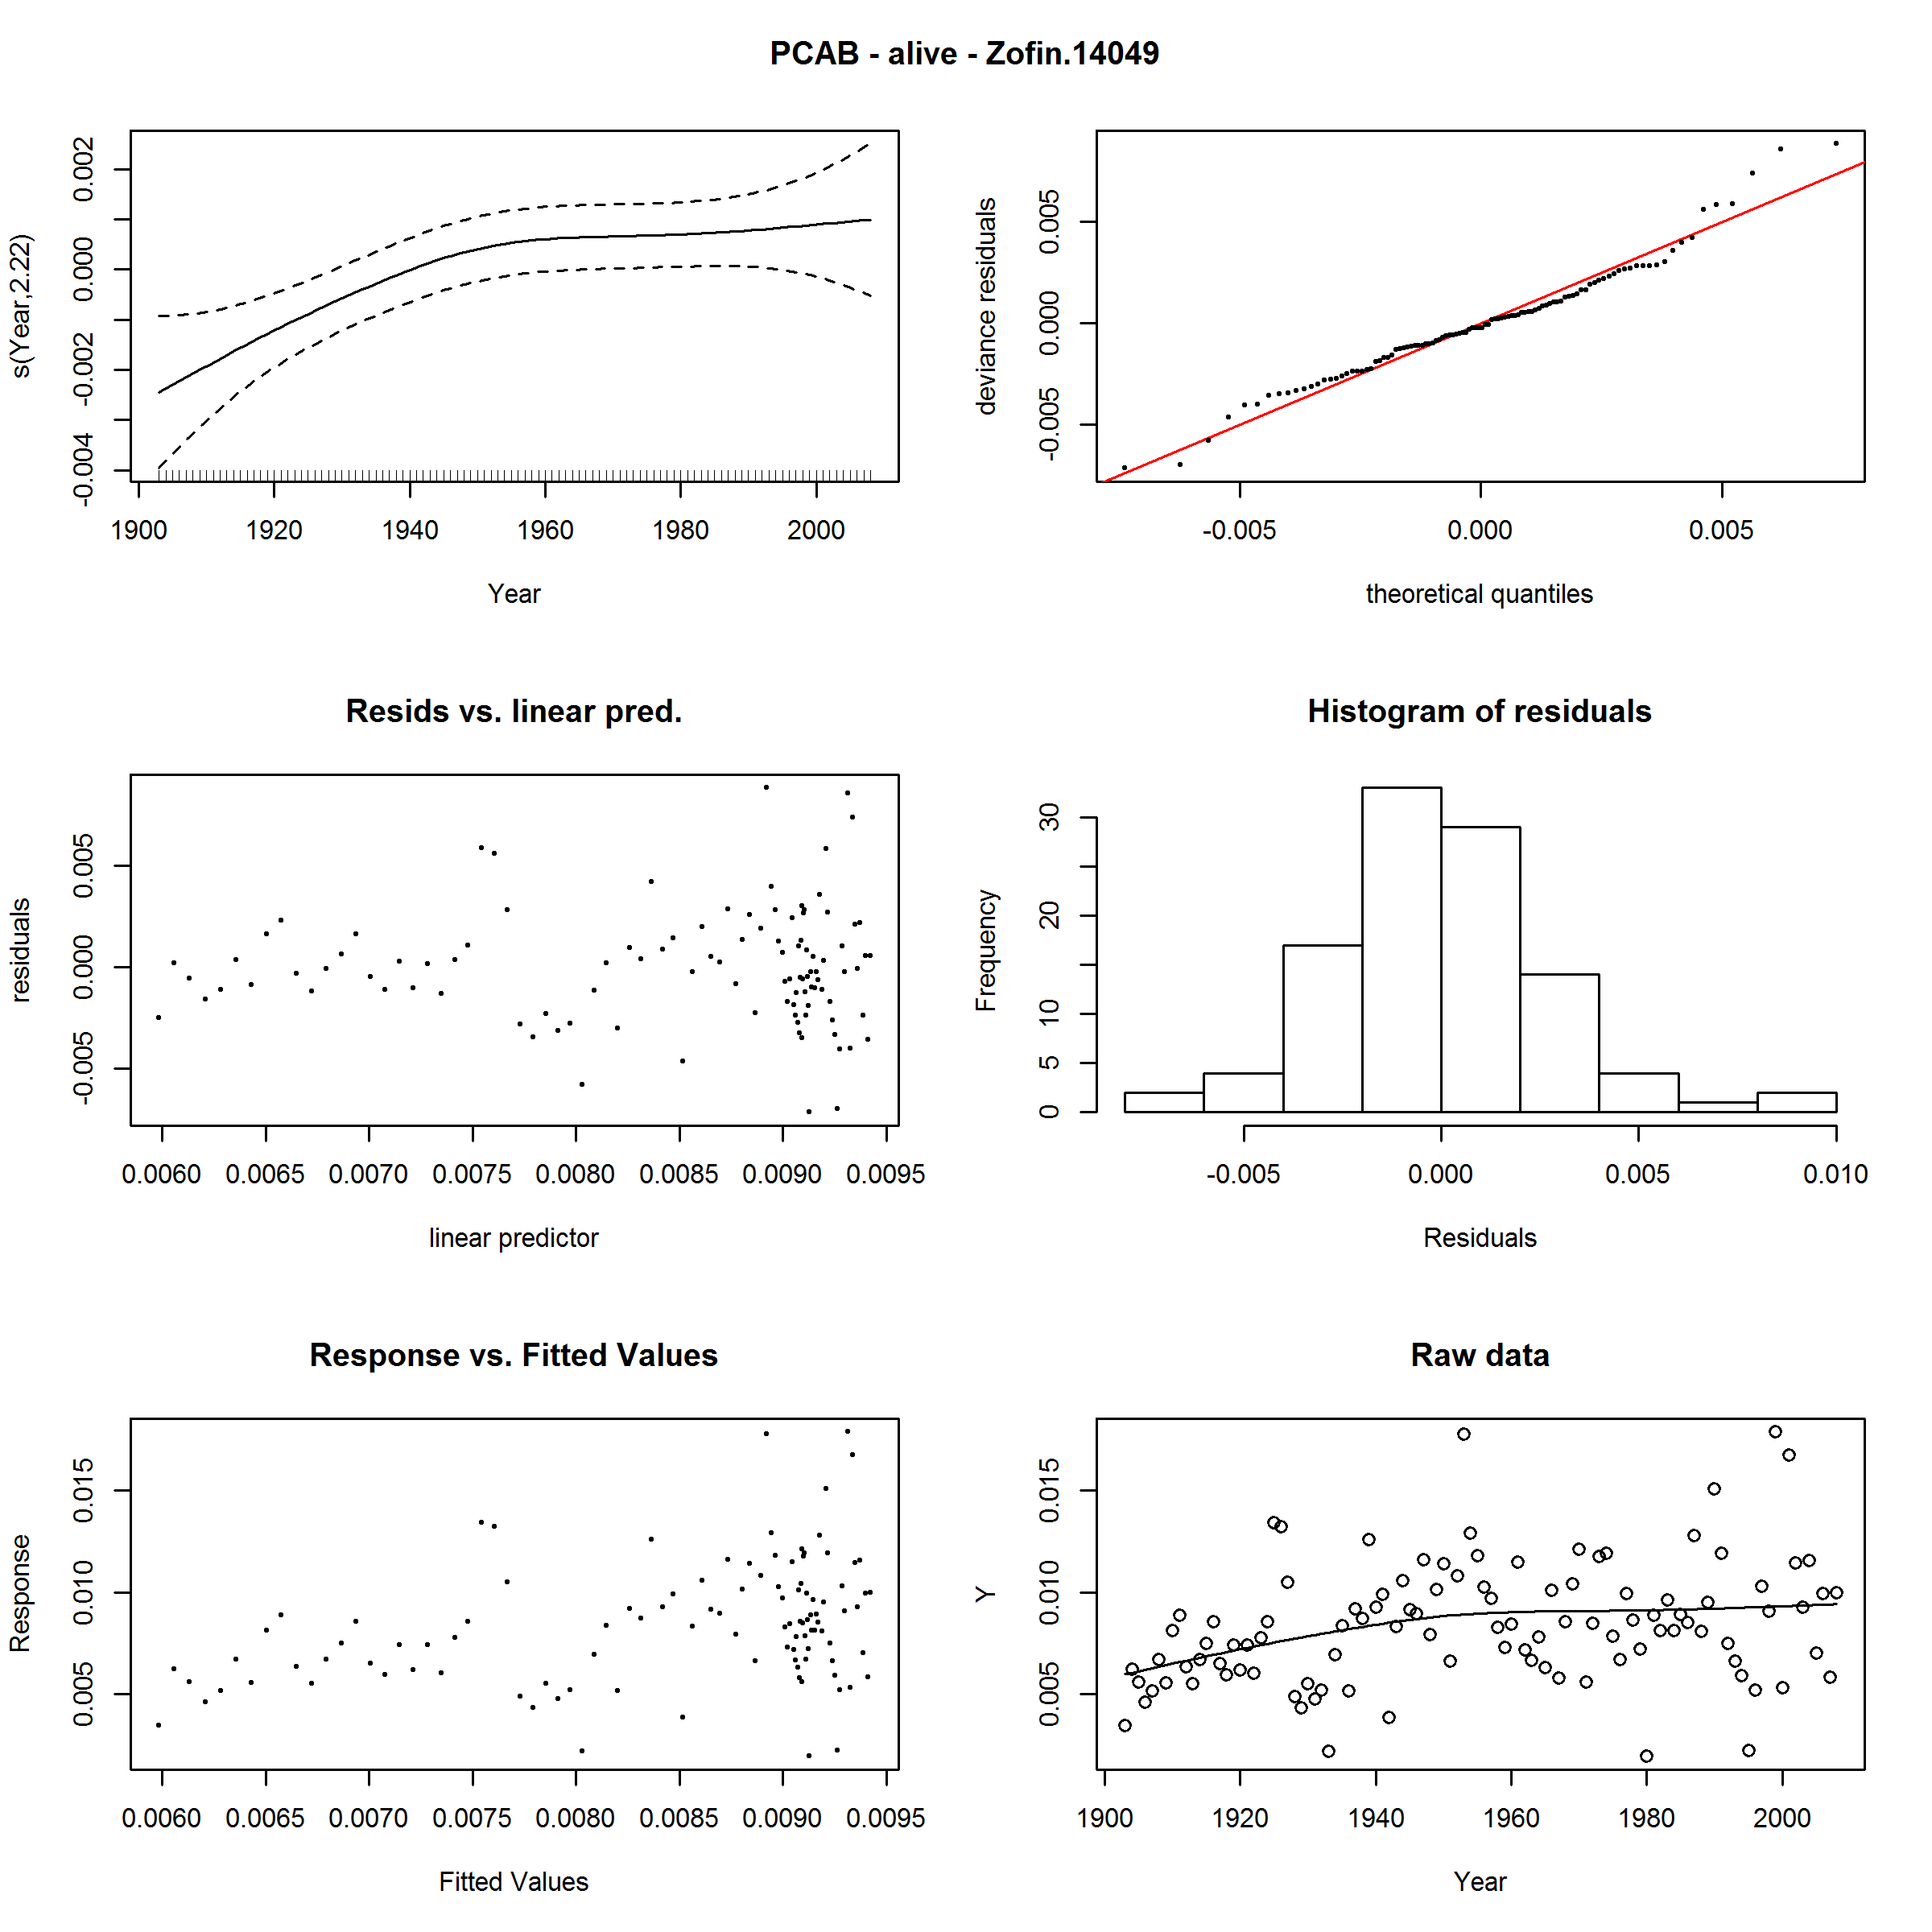 PCAB - alive - Zofin.14049
s(Year,2.22)
-0.004 -0.002 0.000 0.002
1900 1920 1940 1960 1980 2000
Year
deviance residuals
-0.005 0.000 0.005
-0.005 0.000 0.005
theoretical quantiles
Resids vs. linear pred.
residuals
-0.005 0.000 0.005
0.0060 0.0065 0.0070 0.0075 0.0080 0.0085 0.0090 0.0095
linear predictor
Histogram of residuals
Frequency
0 5 10 20 30
-0.005 0.000 0.005 0.010
Residuals
Response vs. Fitted Values
Response
0.005 0.010 0.015
0.0060 0.0065 0.0070 0.0075 0.0080 0.0085 0.0090 0.0095
Fitted Values
Raw data
Y
0.005 0.010 0.015
1900 1920 1940 1960 1980 2000
Year